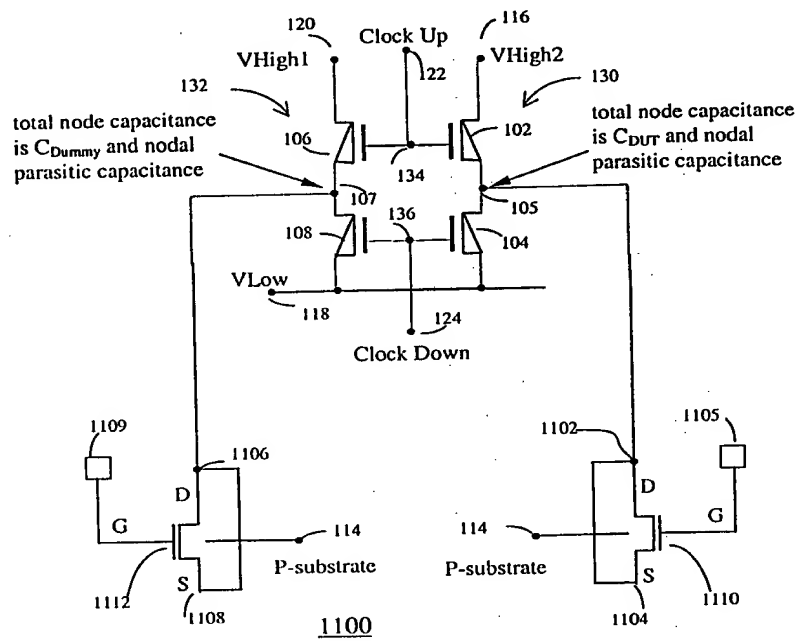 120
Clock Up
116
VHigh1
122
VHigh2
132
130
total node capacitance
is CDummy and nodal
parasitic capacitance
total node capacitance
is CDUT and nodal
parasitic capacitance
106
102
134
107
105
136
108
104
VLow
118
124
Clock Down
1109
1105
1106
1102
D
D
G
G
114
114
P-substrate
P-substrate
S
S
1112
1108
1104
1110
1100